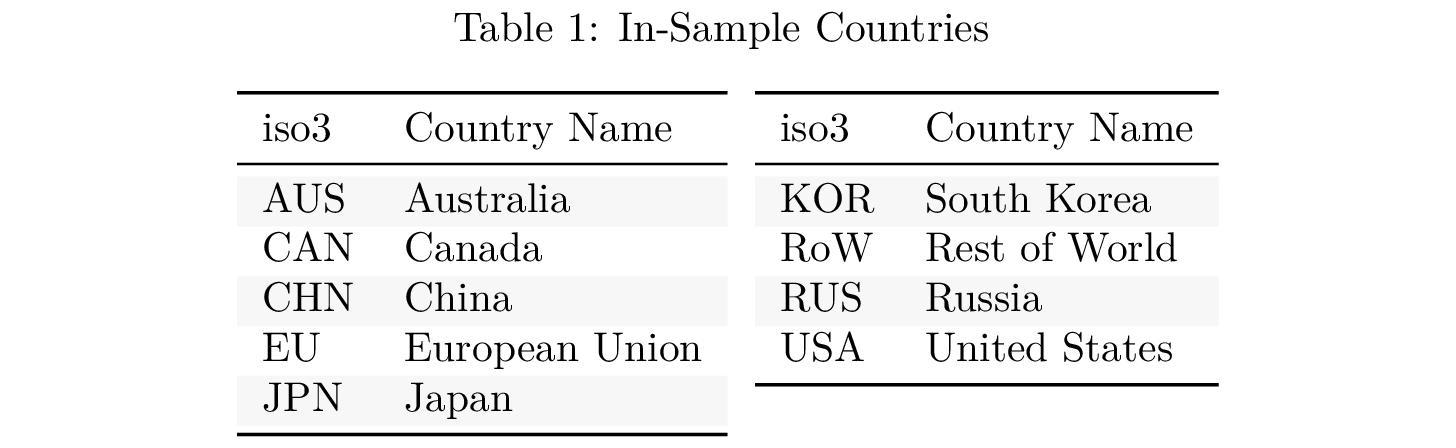 Table 1: In-Sample Countries
iso3 Country Name
AUS Australia
CAN Canada
CHN China
EU European Union
JPN Japan
iso3 Country Name
KOR South Korea
RoW Rest of World
RUS Russia
USA United States